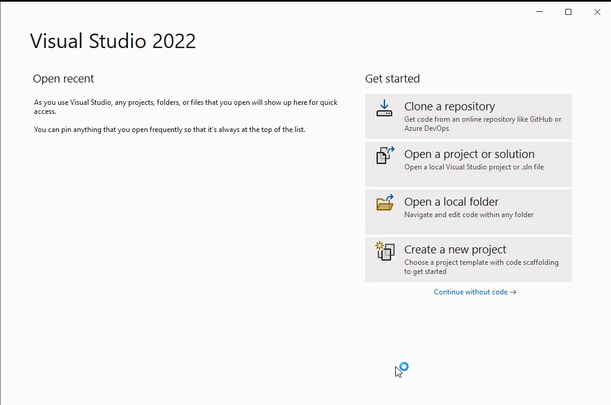 Visual Studio 2022
Open recent
As you use Visual Studio, any projects, folders, or files that you open will show up here for quick
access.
You can pin anything that you open frequently so that it's always at the top of the list.
Get started
Clone a repository
Get code from an online repository like GitHub or
Azure DevOps
Open a project or solution
Open a local Visual Studio project or .sln file
Open a local folder
Navigate and edit code within any folder
Create a new project
Choose a project template with code scaffolding
to get started
Continue without code →